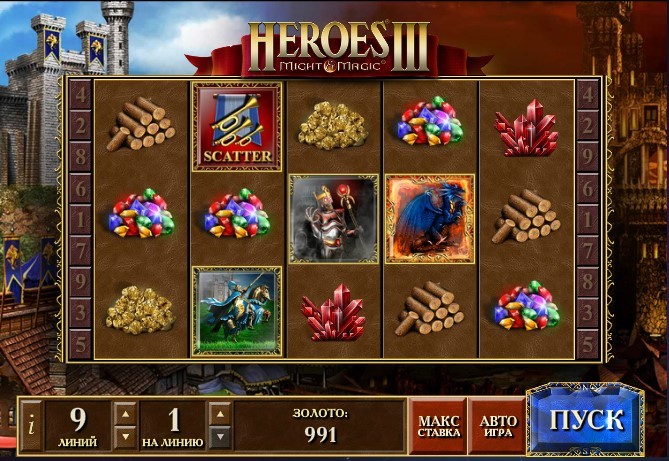 HEROES III
MIGHT & MAGIC
4 4
2 SCATTER 2
8 9
6 6
1 1
7 7
9 8
3 3
5 5
i
9
ЛИНИЙ
1
НА ЛИНИЮ
ЗОЛОТО:
991
МАКС
СТАВКА
АВТО
ИГРА
ПУСК